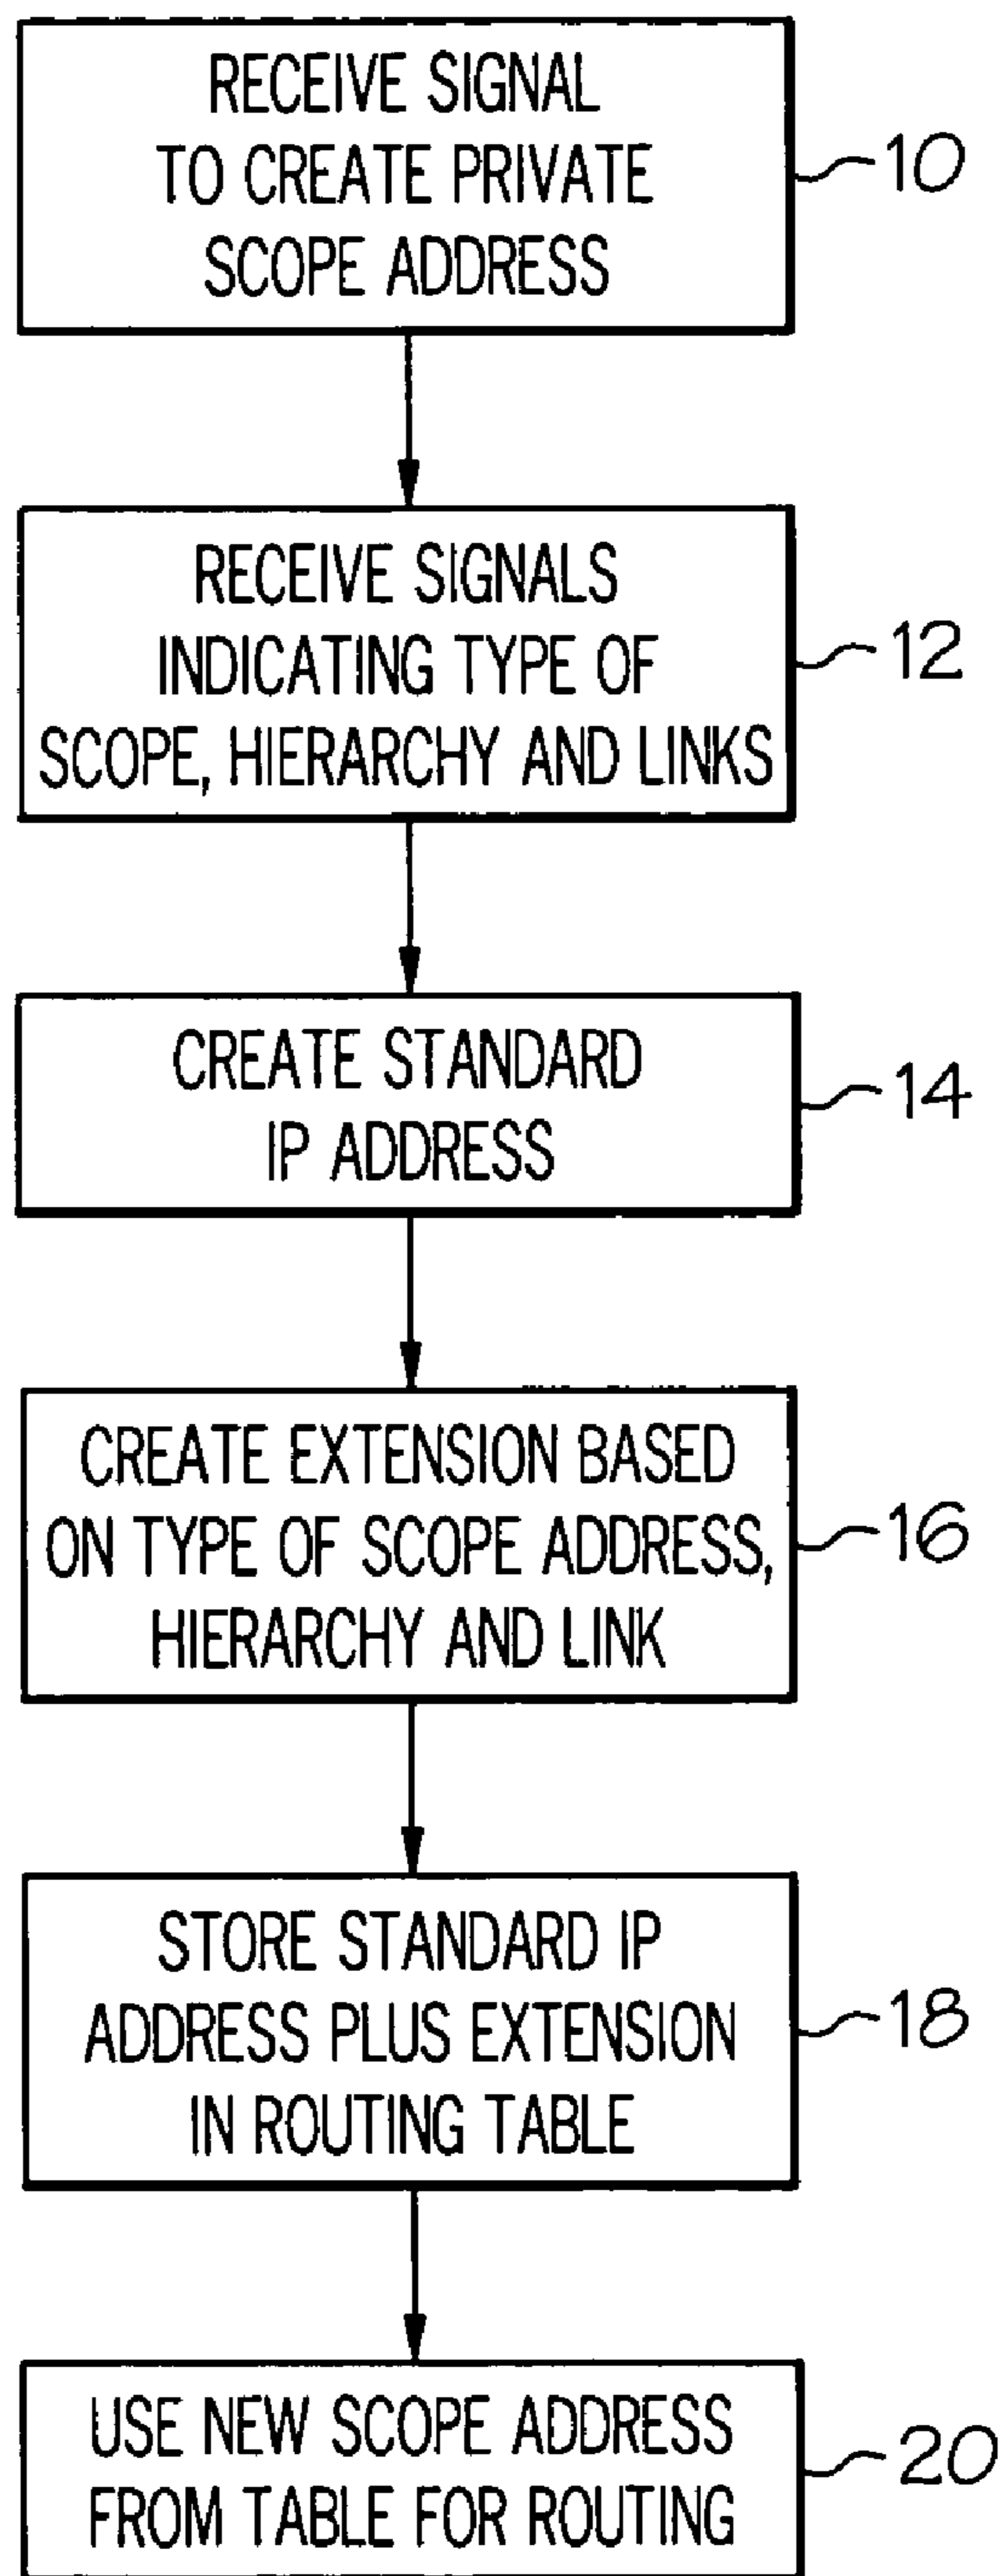 RECEIVE SIGNAL
TO CREATE PRIVATE
SCOPE ADDRESS
10
RECEIVE SIGNALS
INDICATING TYPE OF
SCOPE, HIERARCHY AND LINKS
12
CREATE STANDARD
IP ADDRESS
14
CREATE EXTENSION BASED
ON TYPE OF SCOPE ADDRESS,
HIERARCHY AND LINK
16
STORE STANDARD IP
ADDRESS PLUS EXTENSION
IN ROUTING TABLE
18
USE NEW SCOPE ADDRESS
FROM TABLE FOR ROUTING
20